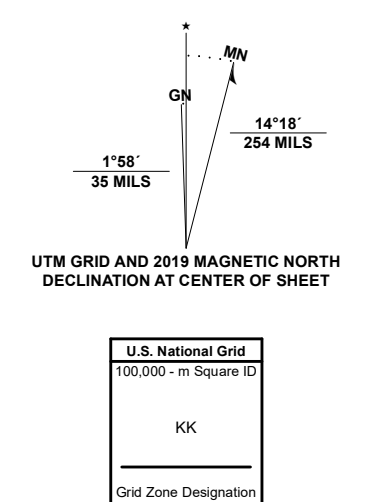 ★
MN
GN
14°18´
254 MILS
1°58´
35 MILS
UTM GRID AND 2019 MAGNETIC NORTH
DECLINATION AT CENTER OF SHEET
U.S. National Grid
100,000 - m Square ID
KK
Grid Zone Designation